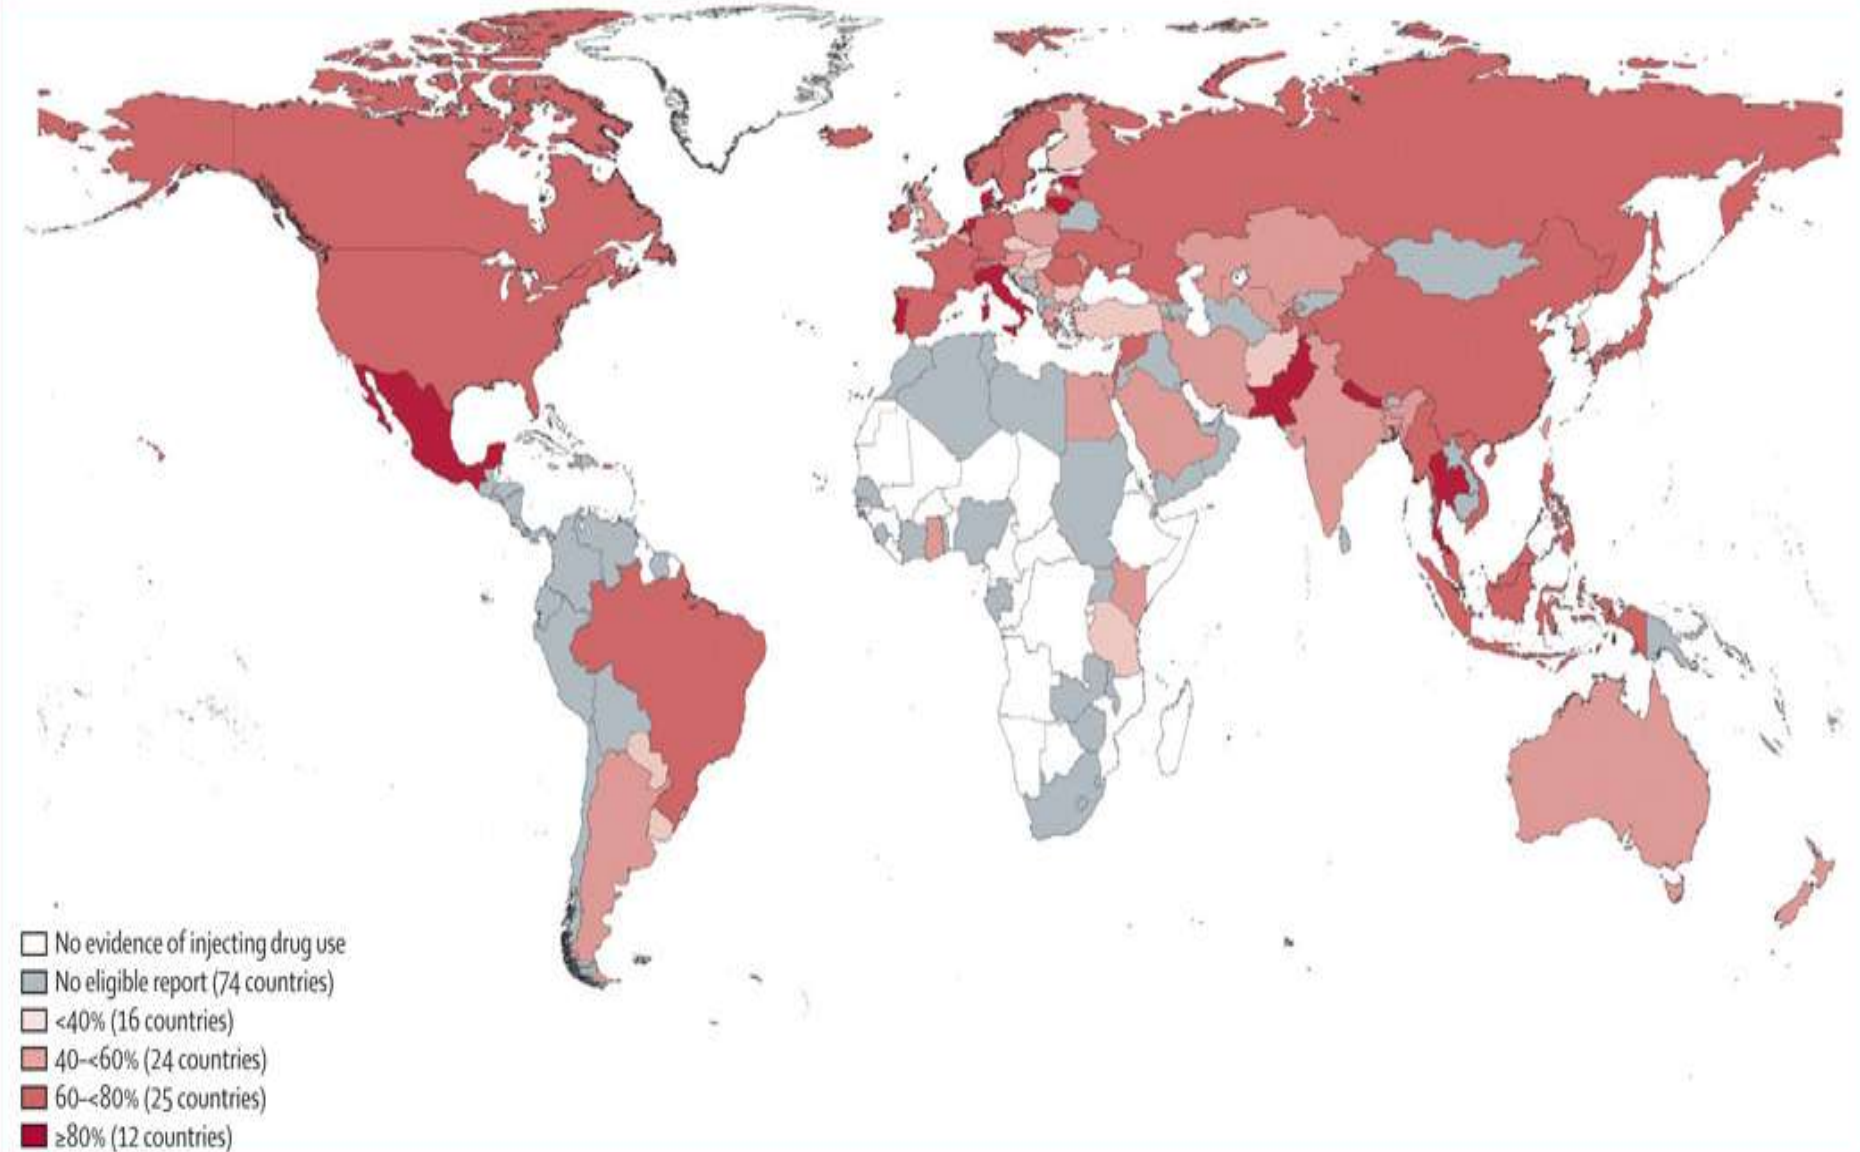 No evidence of injecting drug use
No eligible report (74 countries)
<40% (16 countries)
40–<60% (24 countries)
60–<80% (25 countries)
≥80% (12 countries)